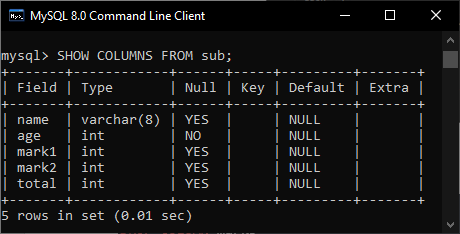 MySQL 8.0 Command Line Client
mysql> SHOW COLUMNS FROM sub;
+-------+------------+------+-----+---------+-------+
| Field | Type       | Null | Key | Default | Extra |
+-------+------------+------+-----+---------+-------+
| name  | varchar(8) | YES  |     | NULL    |       |
| age   | int        | NO   |     | NULL    |       |
| mark1 | int        | YES  |     | NULL    |       |
| mark2 | int        | YES  |     | NULL    |       |
| total | int        | YES  |     | NULL    |       |
+-------+------------+------+-----+---------+-------+
5 rows in set (0.01 sec)